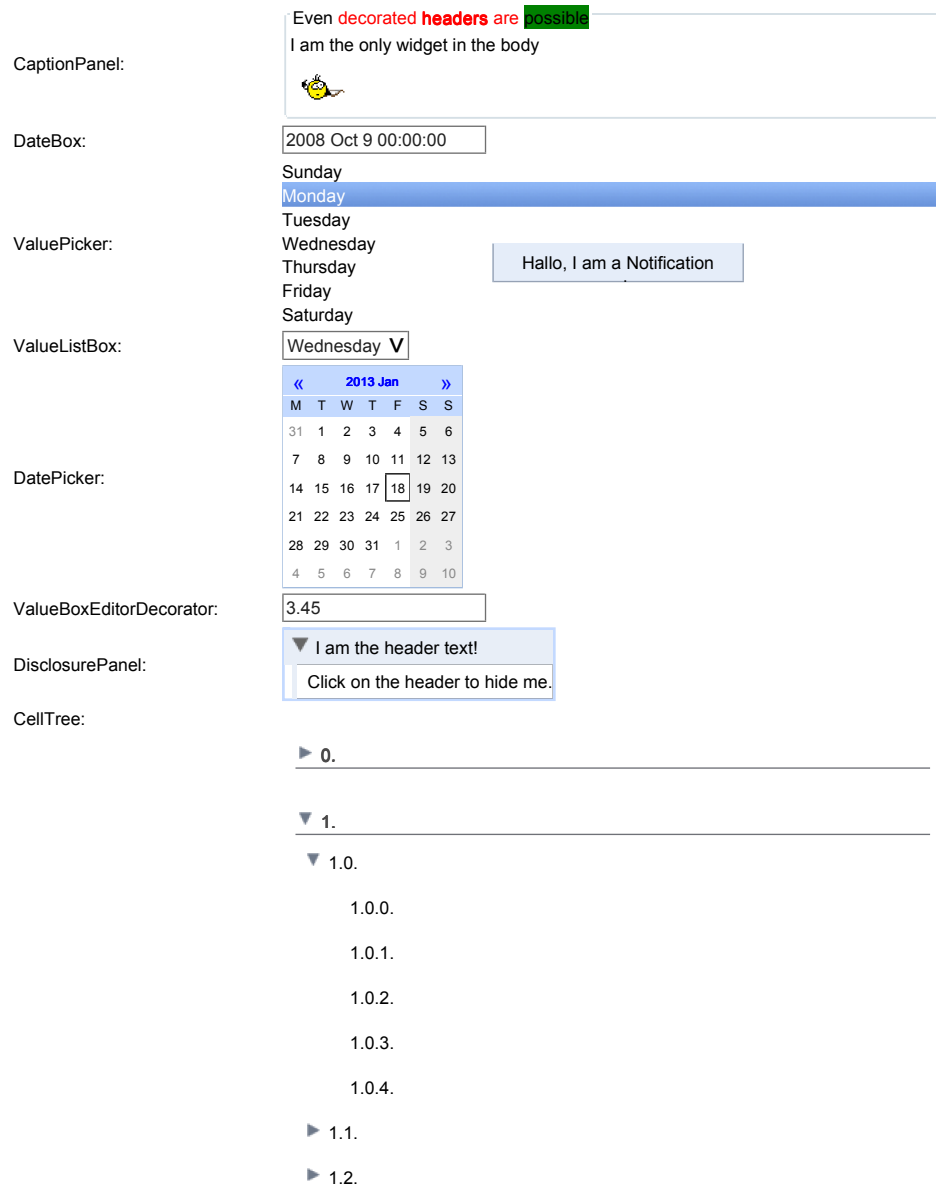 Even decorated headers are possible
I am the only widget in the body
CaptionPanel:
DateBox:
2008 Oct 9 00:00:00
Sunday
Monday
Tuesday
ValuePicker:
Wednesday
Thursday
Hallo, I am a Notification
Friday
Saturday
ValueListBox:
Wednesday V
« 2013 Jan »
M T W T F S S
31 1 2 3 4 5 6
7 8 9 10 11 12 13
DatePicker:
14 15 16 17 18 19 20
21 22 23 24 25 26 27
28 29 30 31 1 2 3
4 5 6 7 8 9 10
ValueBoxEditorDecorator:
3.45
DisclosurePanel:
I am the header text!
Click on the header to hide me.
CellTree:
0.
1.
1.0.
1.0.0.
1.0.1.
1.0.2.
1.0.3.
1.0.4.
1.1.
1.2.